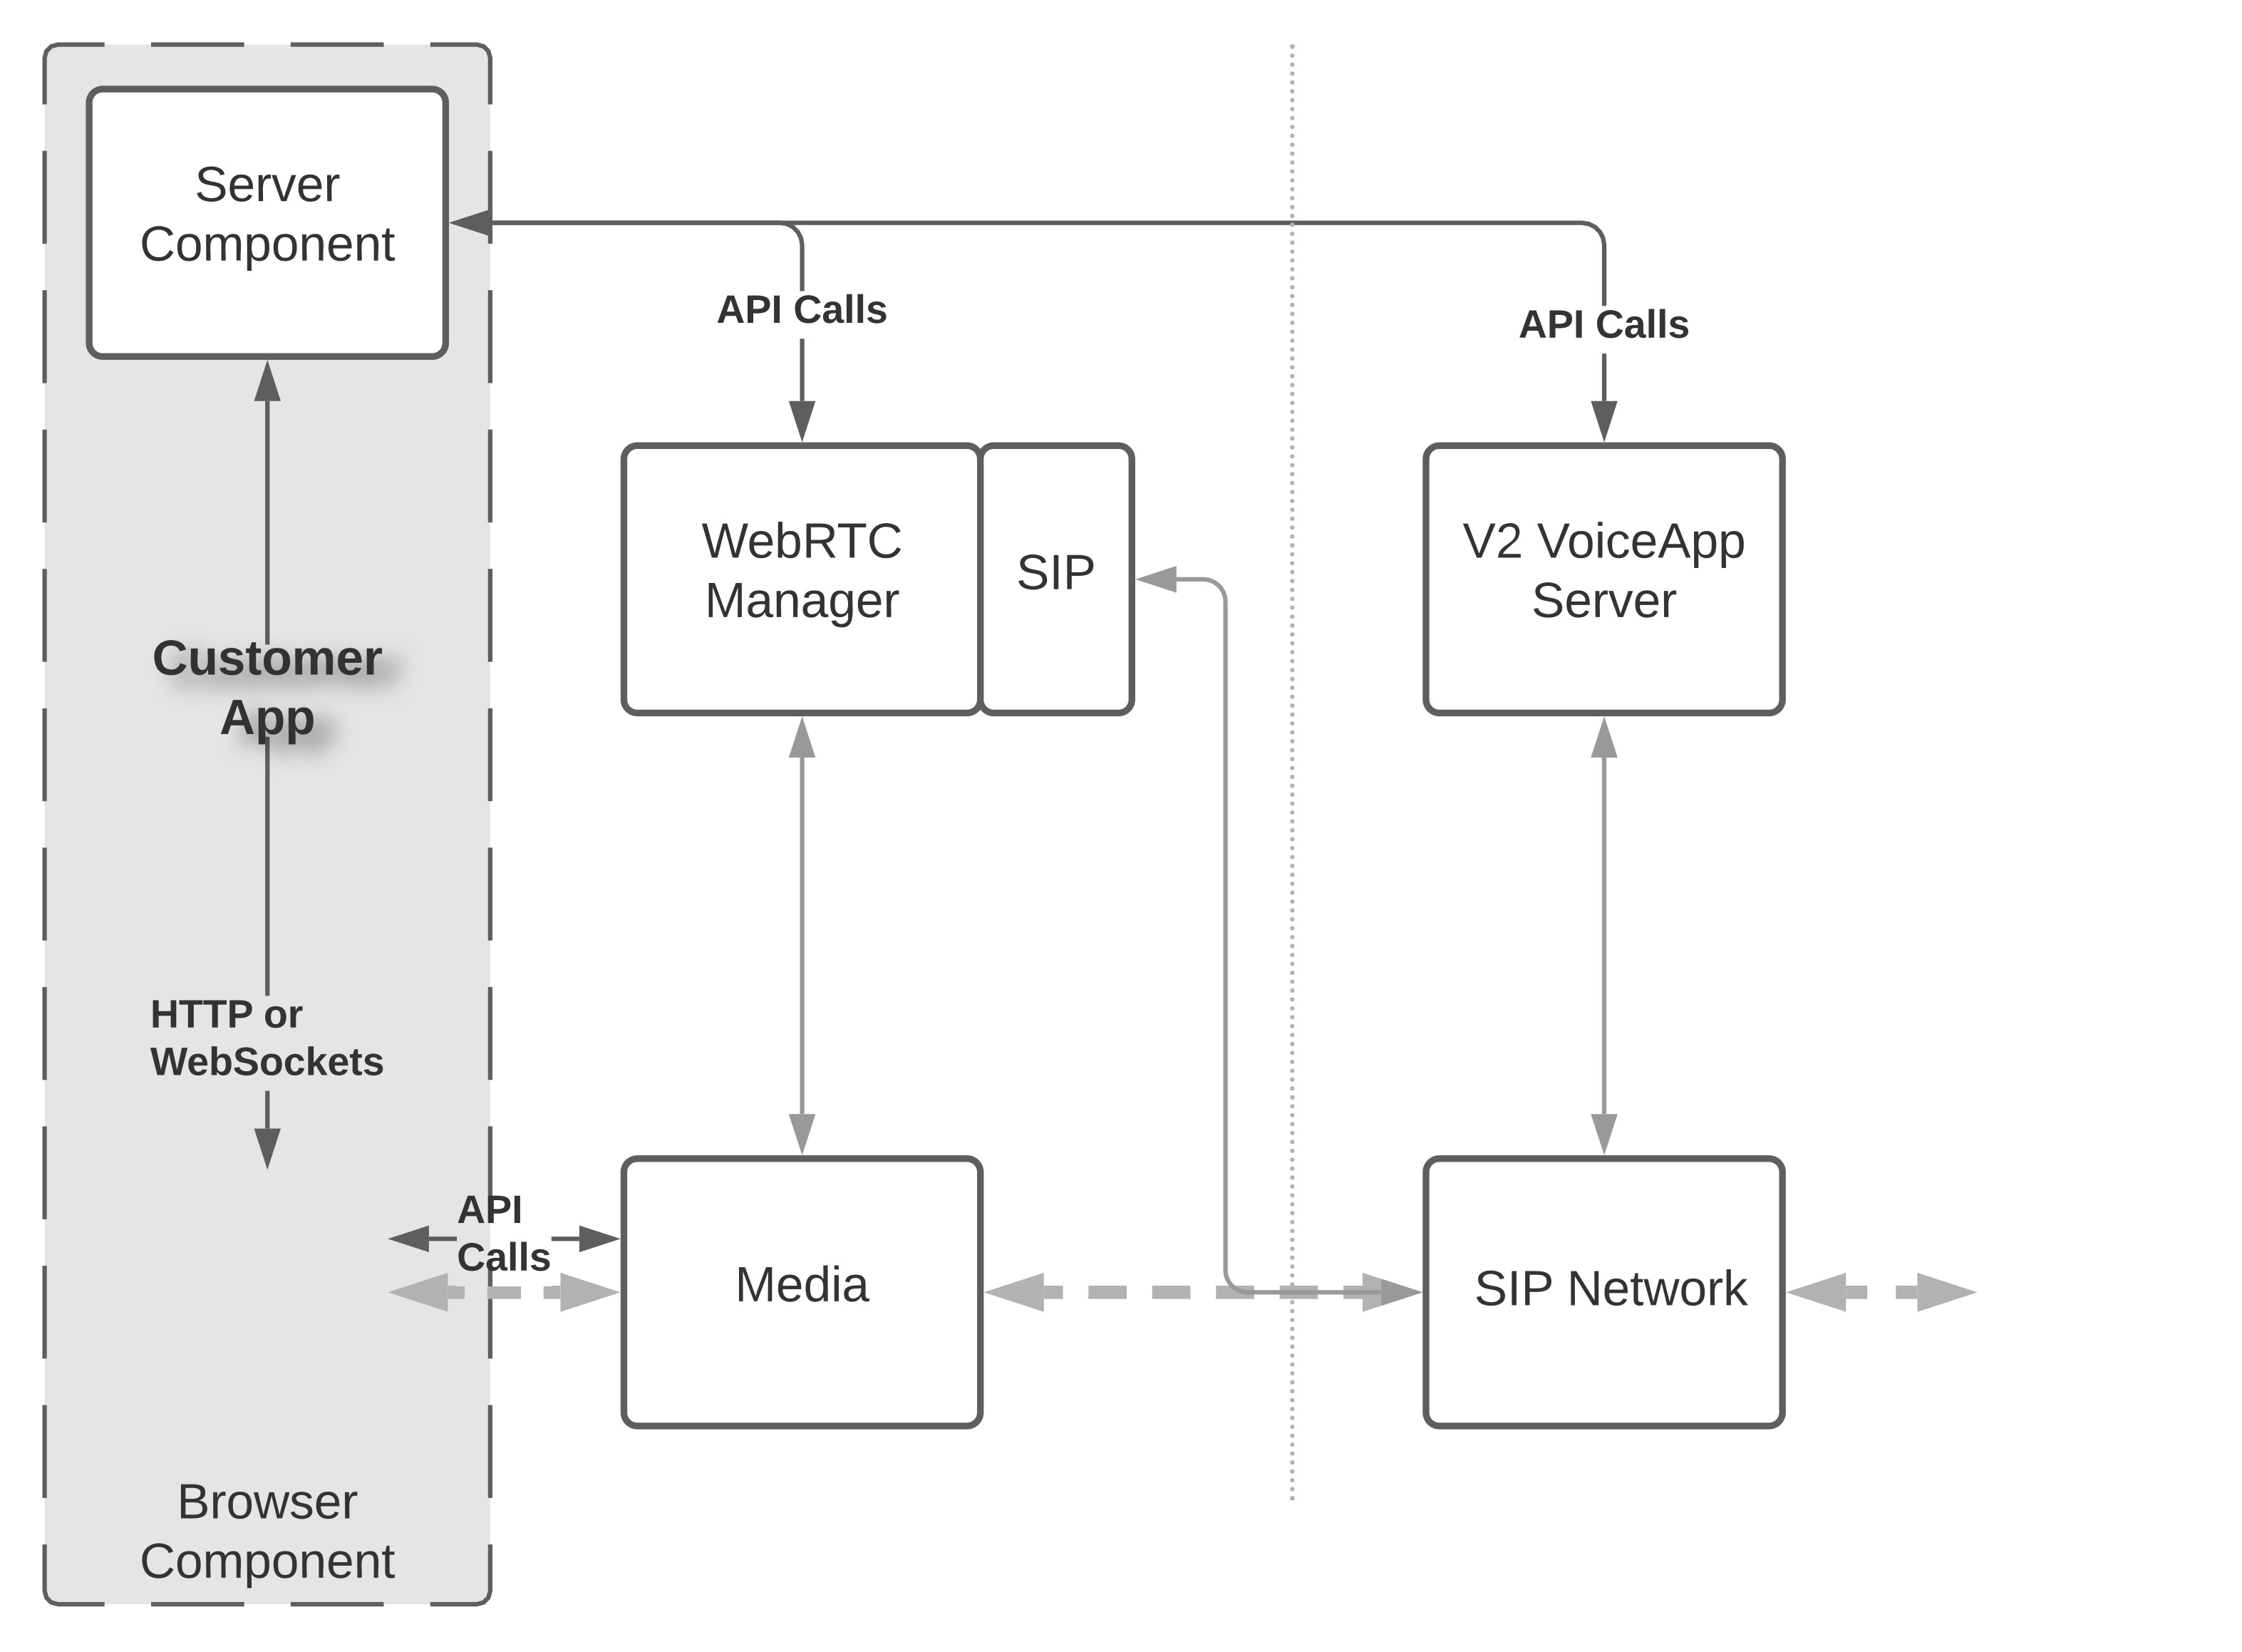 Server
Component
API Calls
API Calls
WebRTC
Manager
SIP
V2 VoiceApp
Server
Customer
App
HTTP or
WebSockets
API
Calls
Media
SIP Network
Browser
Component